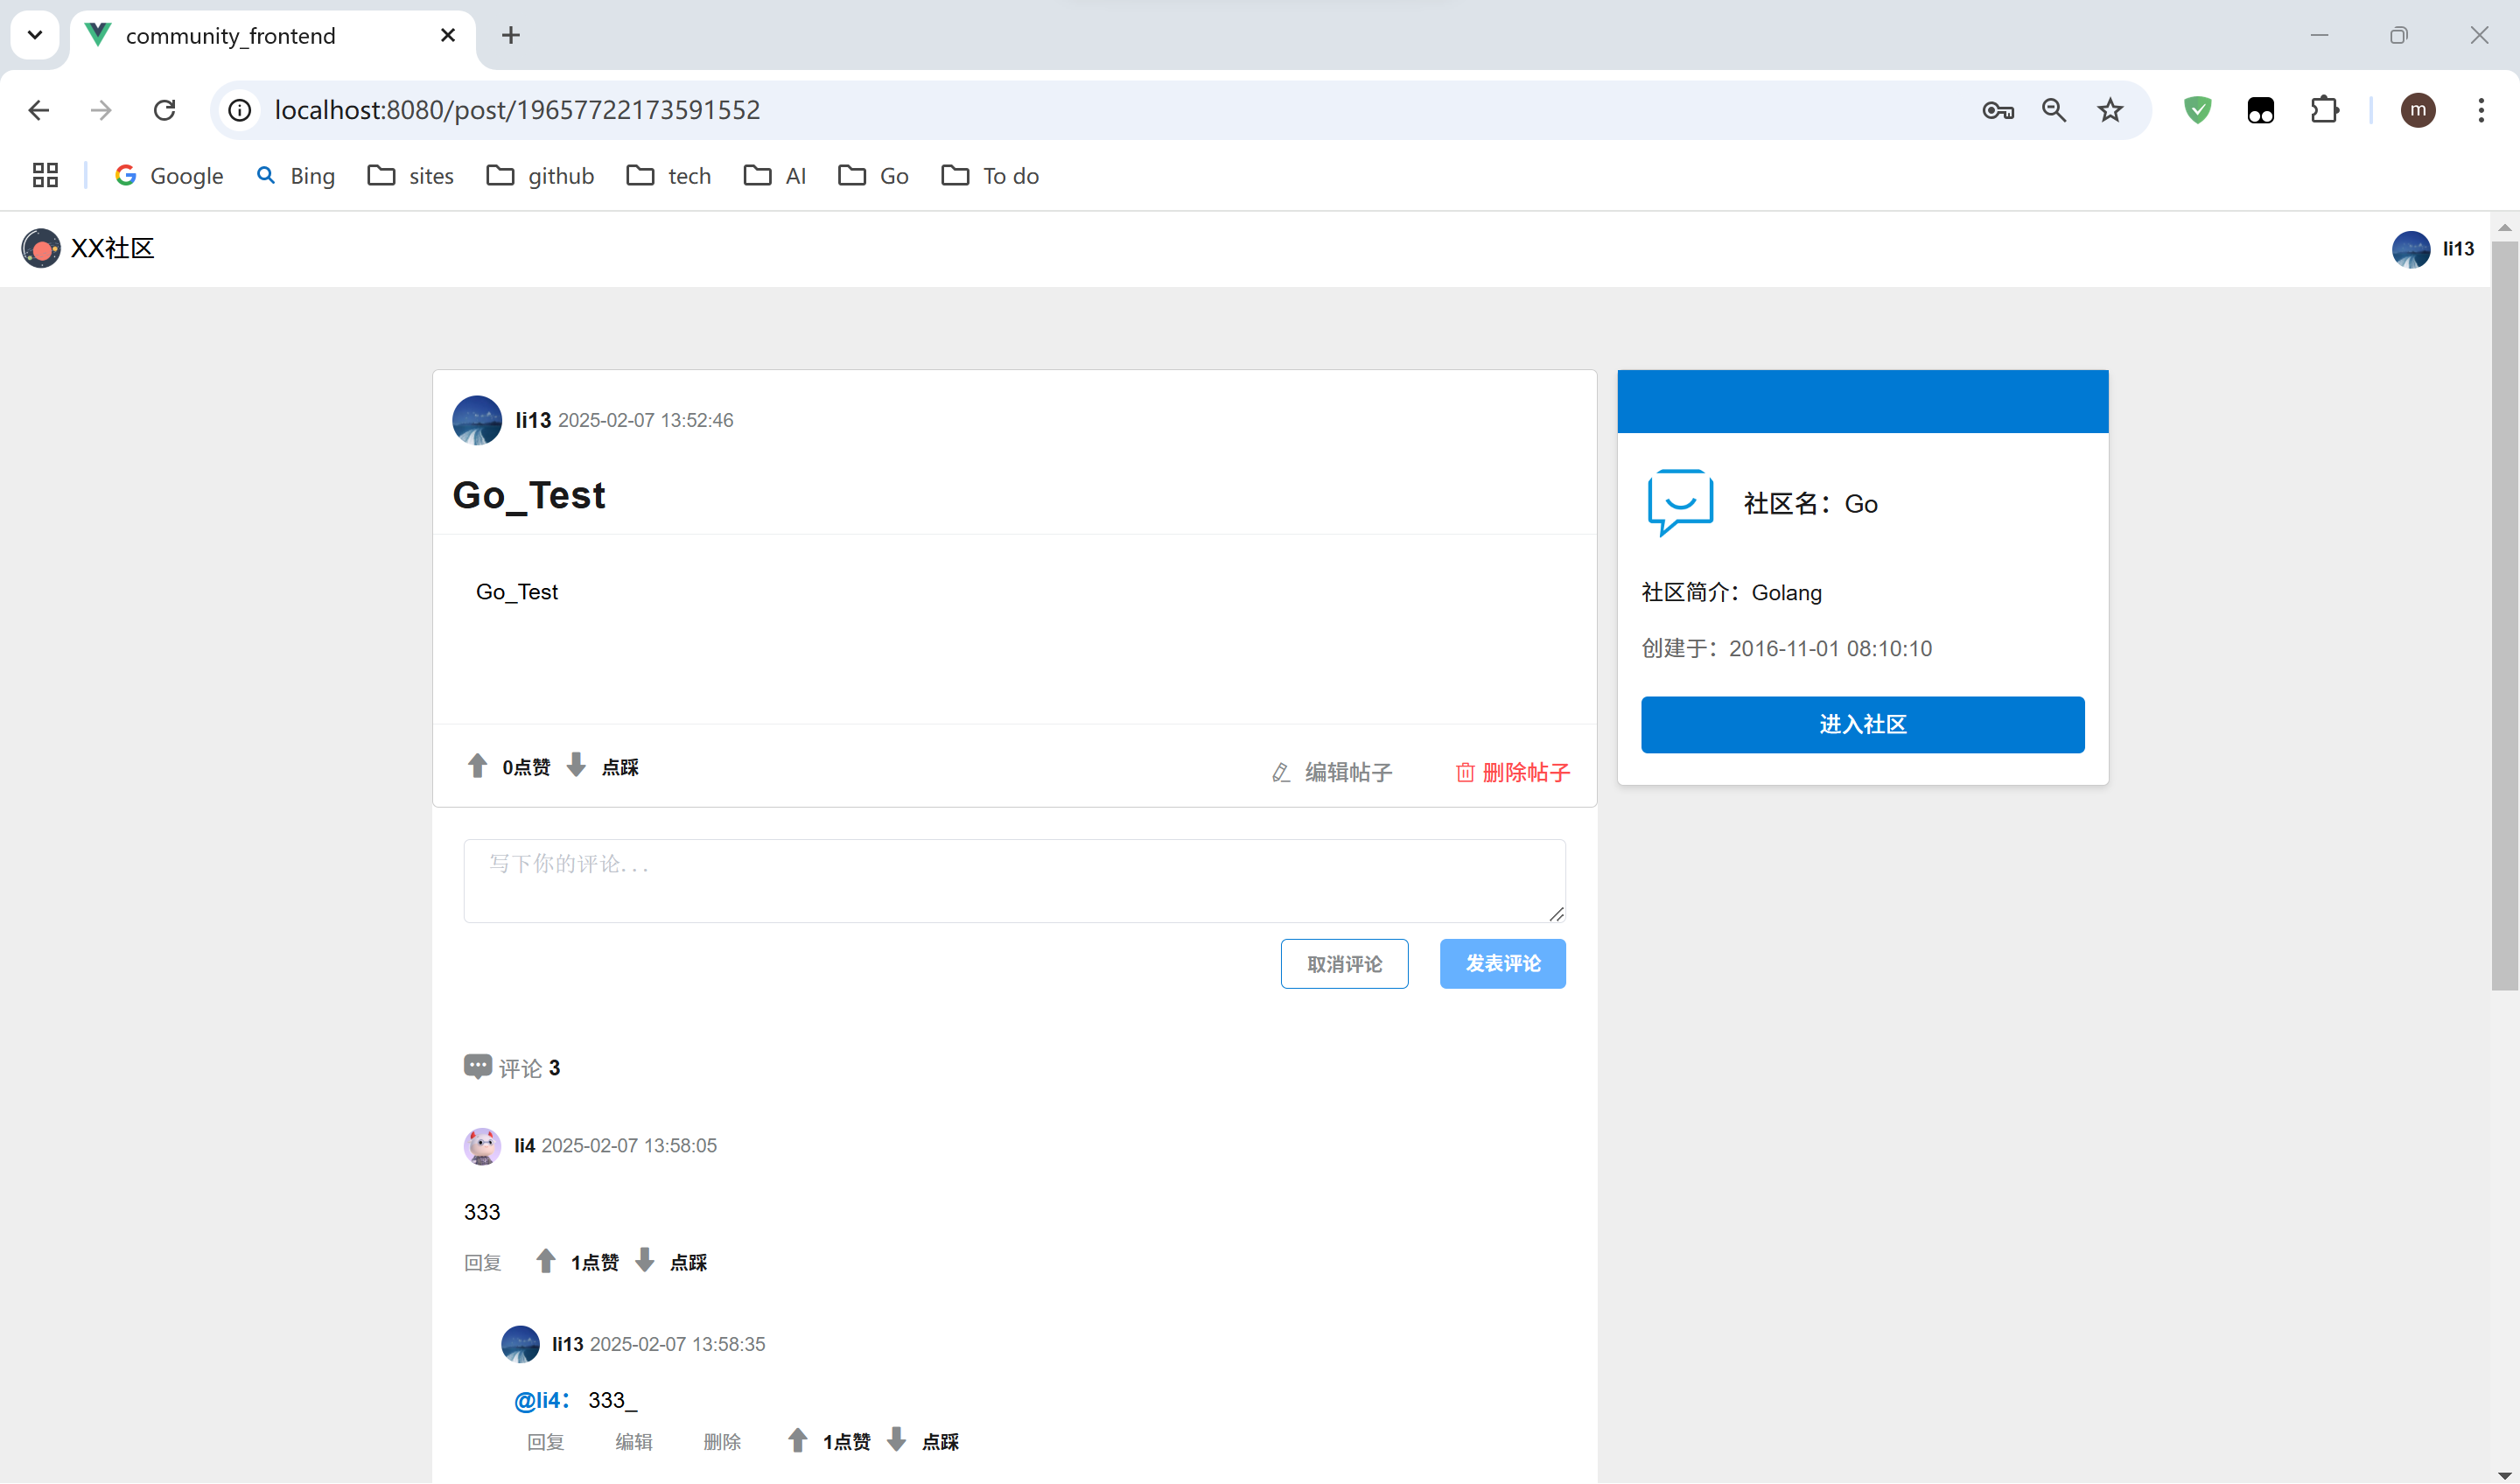 community_frontend
localhost:8080/post/19657722173591552
m
Google Bing sites github tech AI Go To do
XX社区
li13
li13 2025-02-07 13:52:46
Go_Test
Go_Test
0点赞 点踩
编辑帖子 删除帖子
社区名：Go
社区简介：Golang
创建于：2016-11-01 08:10:10
进入社区
写下你的评论...
取消评论 发表评论
评论 3
li4 2025-02-07 13:58:05
333
回复 1点赞 点踩
li13 2025-02-07 13:58:35
@li4： 333_
回复 编辑 删除 1点赞 点踩